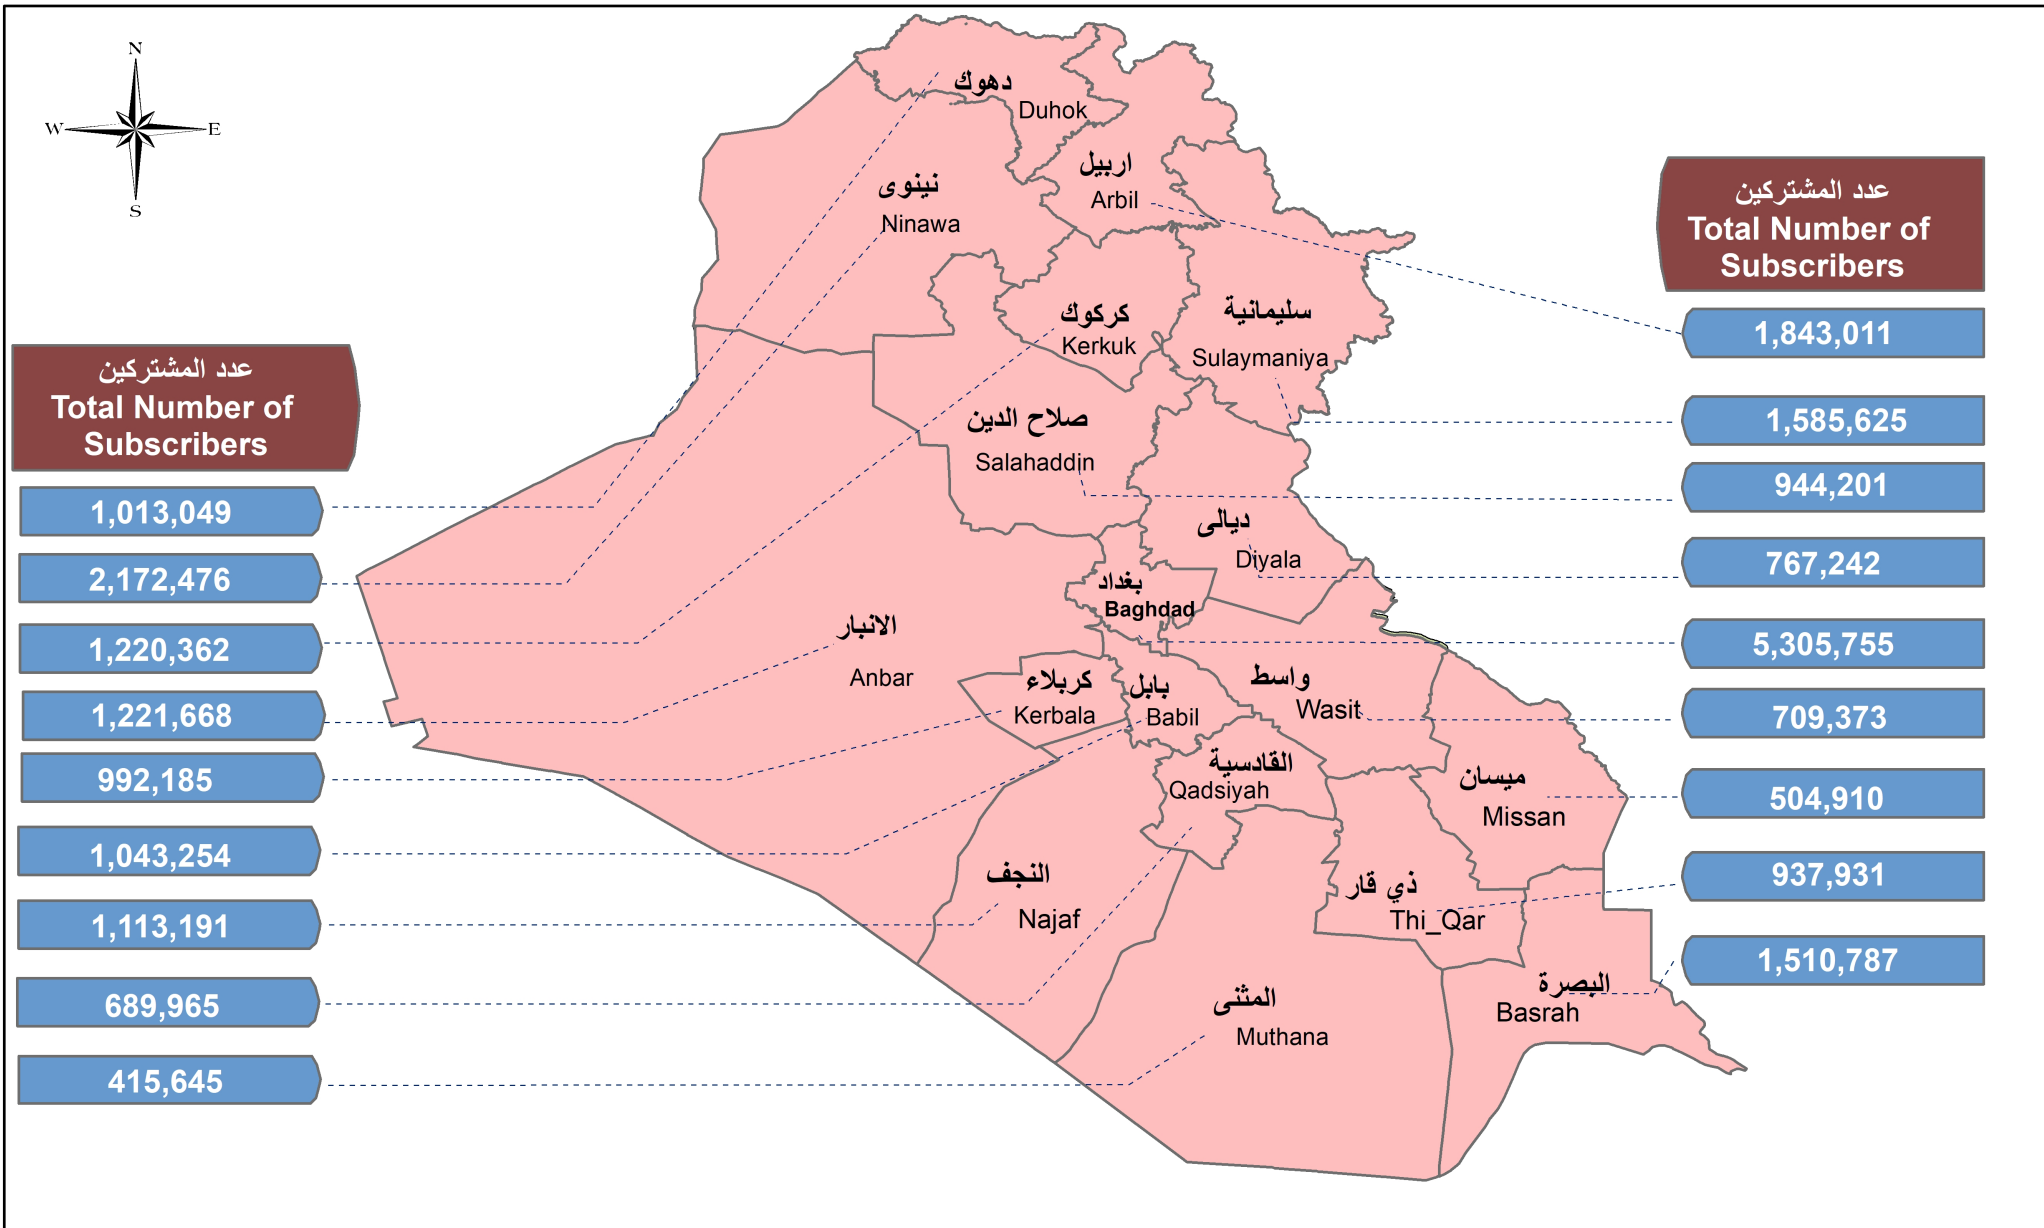 N
W E
S
عدد المشتركين
Total Number of
Subscribers
1,013,049
2,172,476
1,220,362
1,221,668
992,185
1,043,254
1,113,191
689,965
415,645
دهوك
Duhok
اربيل
Arbil
نينوى
Ninawa
كركوك
Kerkuk
سليمانية
Sulaymaniya
صلاح الدين
Salahaddin
ديالى
Diyala
بغداد
Baghdad
الانبار
Anbar
كربلاء
Kerbala
بابل
Babil
واسط
Wasit
القادسية
Qadsiyah
ميسان
Missan
النجف
Najaf
ذي قار
Thi_Qar
المثنى
Muthana
البصرة
Basrah
عدد المشتركين
Total Number of
Subscribers
1,843,011
1,585,625
944,201
767,242
5,305,755
709,373
504,910
937,931
1,510,787